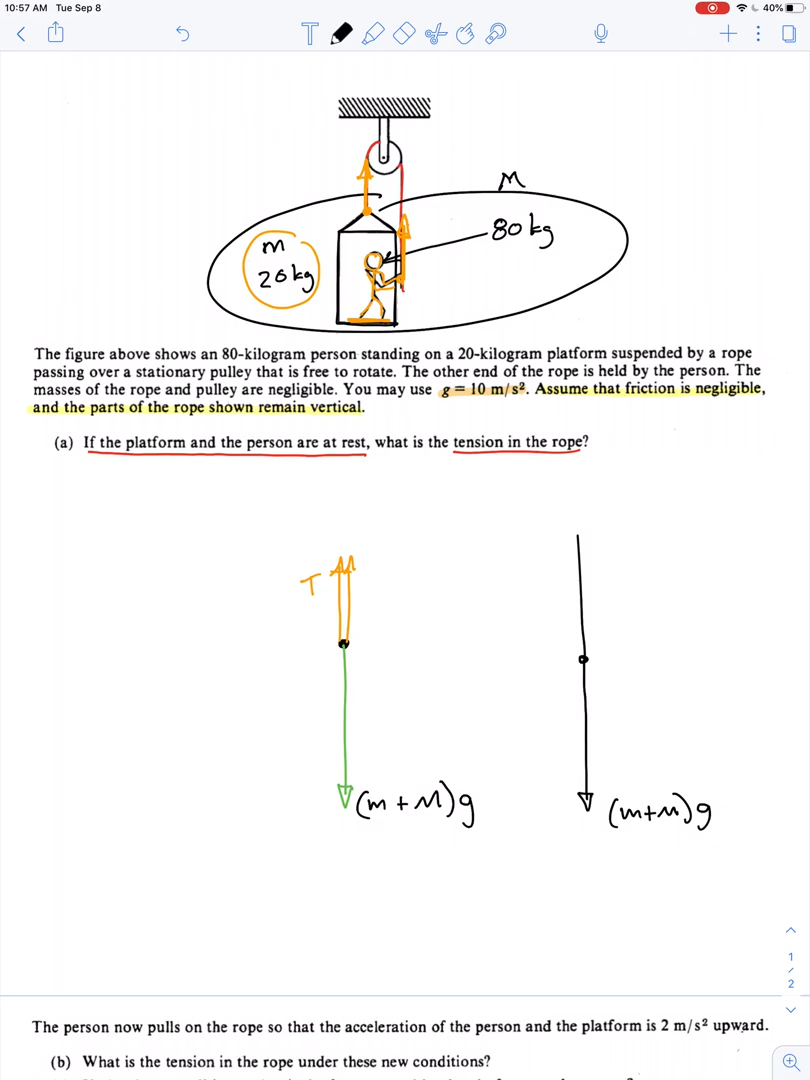 10:57 AM Tue Sep 8
40%
T
M
80 kg
m
20 kg
The figure above shows an 80-kilogram person standing on a 20-kilogram platform suspended by a rope
passing over a stationary pulley that is free to rotate. The other end of the rope is held by the person. The
masses of the rope and pulley are negligible. You may use g = 10 m/s². Assume that friction is negligible,
and the parts of the rope shown remain vertical.
(a) If the platform and the person are at rest, what is the tension in the rope?
T
(m + M)g
(m+M)g
1
/
2
The person now pulls on the rope so that the acceleration of the person and the platform is 2 m/s² upward.
(b) What is the tension in the rope under these new conditions?